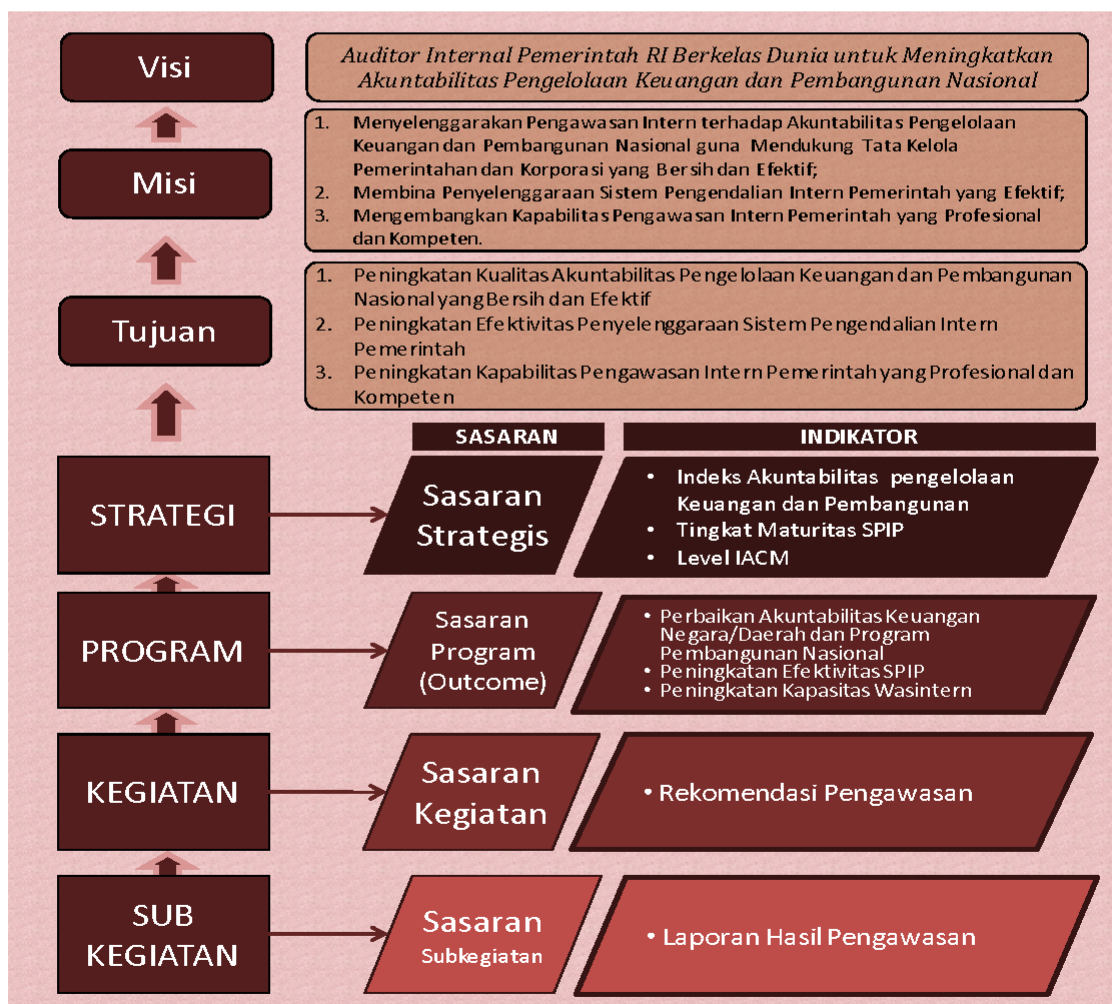 Visi
Auditor Internal Pemerintah RI Berkelas Dunia untuk Meningkatkan
Akuntabilitas Pengelolaan Keuangan dan Pembangunan Nasional
Misi
1. Menyelenggarakan Pengawasan Intern terhadap Akuntabilitas Pengelolaan
Keuangan dan Pembangunan Nasional guna Mendukung Tata Kelola
Pemerintahan dan Korporasi yang Bersih dan Efektif;
2. Membina Penyelenggaraan Sistem Pengendalian Intern Pemerintah yang Efektif;
3. Mengembangkan Kapabilitas Pengawasan Intern Pemerintah yang Profesional
dan Kompeten.
Tujuan
1. Peningkatan Kualitas Akuntabilitas Pengelolaan Keuangan dan Pembangunan
Nasional yang Bersih dan Efektif
2. Peningkatan Efektivitas Penyelenggaraan Sistem Pengendalian Intern
Pemerintah
3. Peningkatan Kapabilitas Pengawasan Intern Pemerintah yang Profesional dan
Kompeten
SASARAN
INDIKATOR
STRATEGI
Sasaran
Strategis
• Indeks Akuntabilitas pengelolaan
Keuangan dan Pembangunan
• Tingkat Maturitas SPIP
• Level IACM
PROGRAM
Sasaran
Program
(Outcome)
• Perbaikan Akuntabilitas Keuangan
Negara/Daerah dan Program
Pembangunan Nasional
• Peningkatan Efektivitas SPIP
• Peningkatan Kapasitas Wasintern
KEGIATAN
Sasaran
Kegiatan
• Rekomendasi Pengawasan
SUB
KEGIATAN
Sasaran
Subkegiatan
• Laporan Hasil Pengawasan